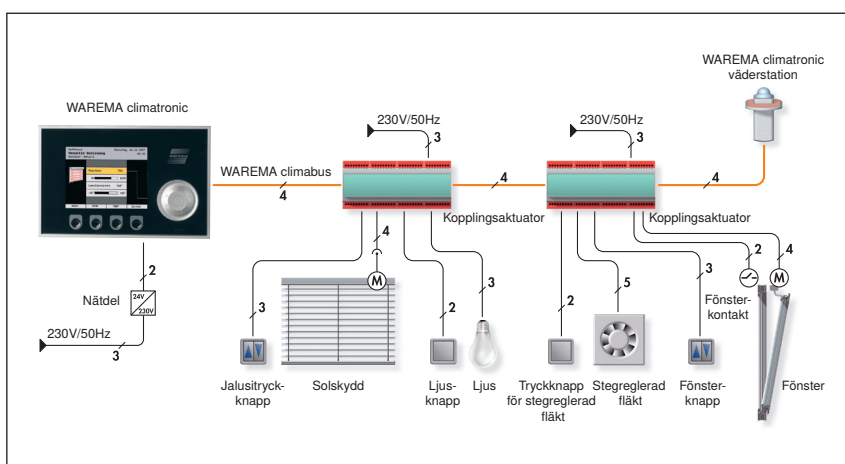 WAREMA climatronic
väderstation
WAREMA climatronic
230V/50Hz
3
230V/50Hz
3
WAREMA climabus
4
4
4
Kopplingsaktuator
Kopplingsaktuator
2
4
2
4
Nätdel
24V
230V
M
M
3
2
3
2
5
3
Fönster-
kontakt
230V/50Hz
3
Jalusitryck-
knapp
Solskydd
Ljus-
knapp
Ljus
Tryckknapp
för stegreglerad
fläkt
Stegreglerad
fläkt
Fönster-
knapp
Fönster